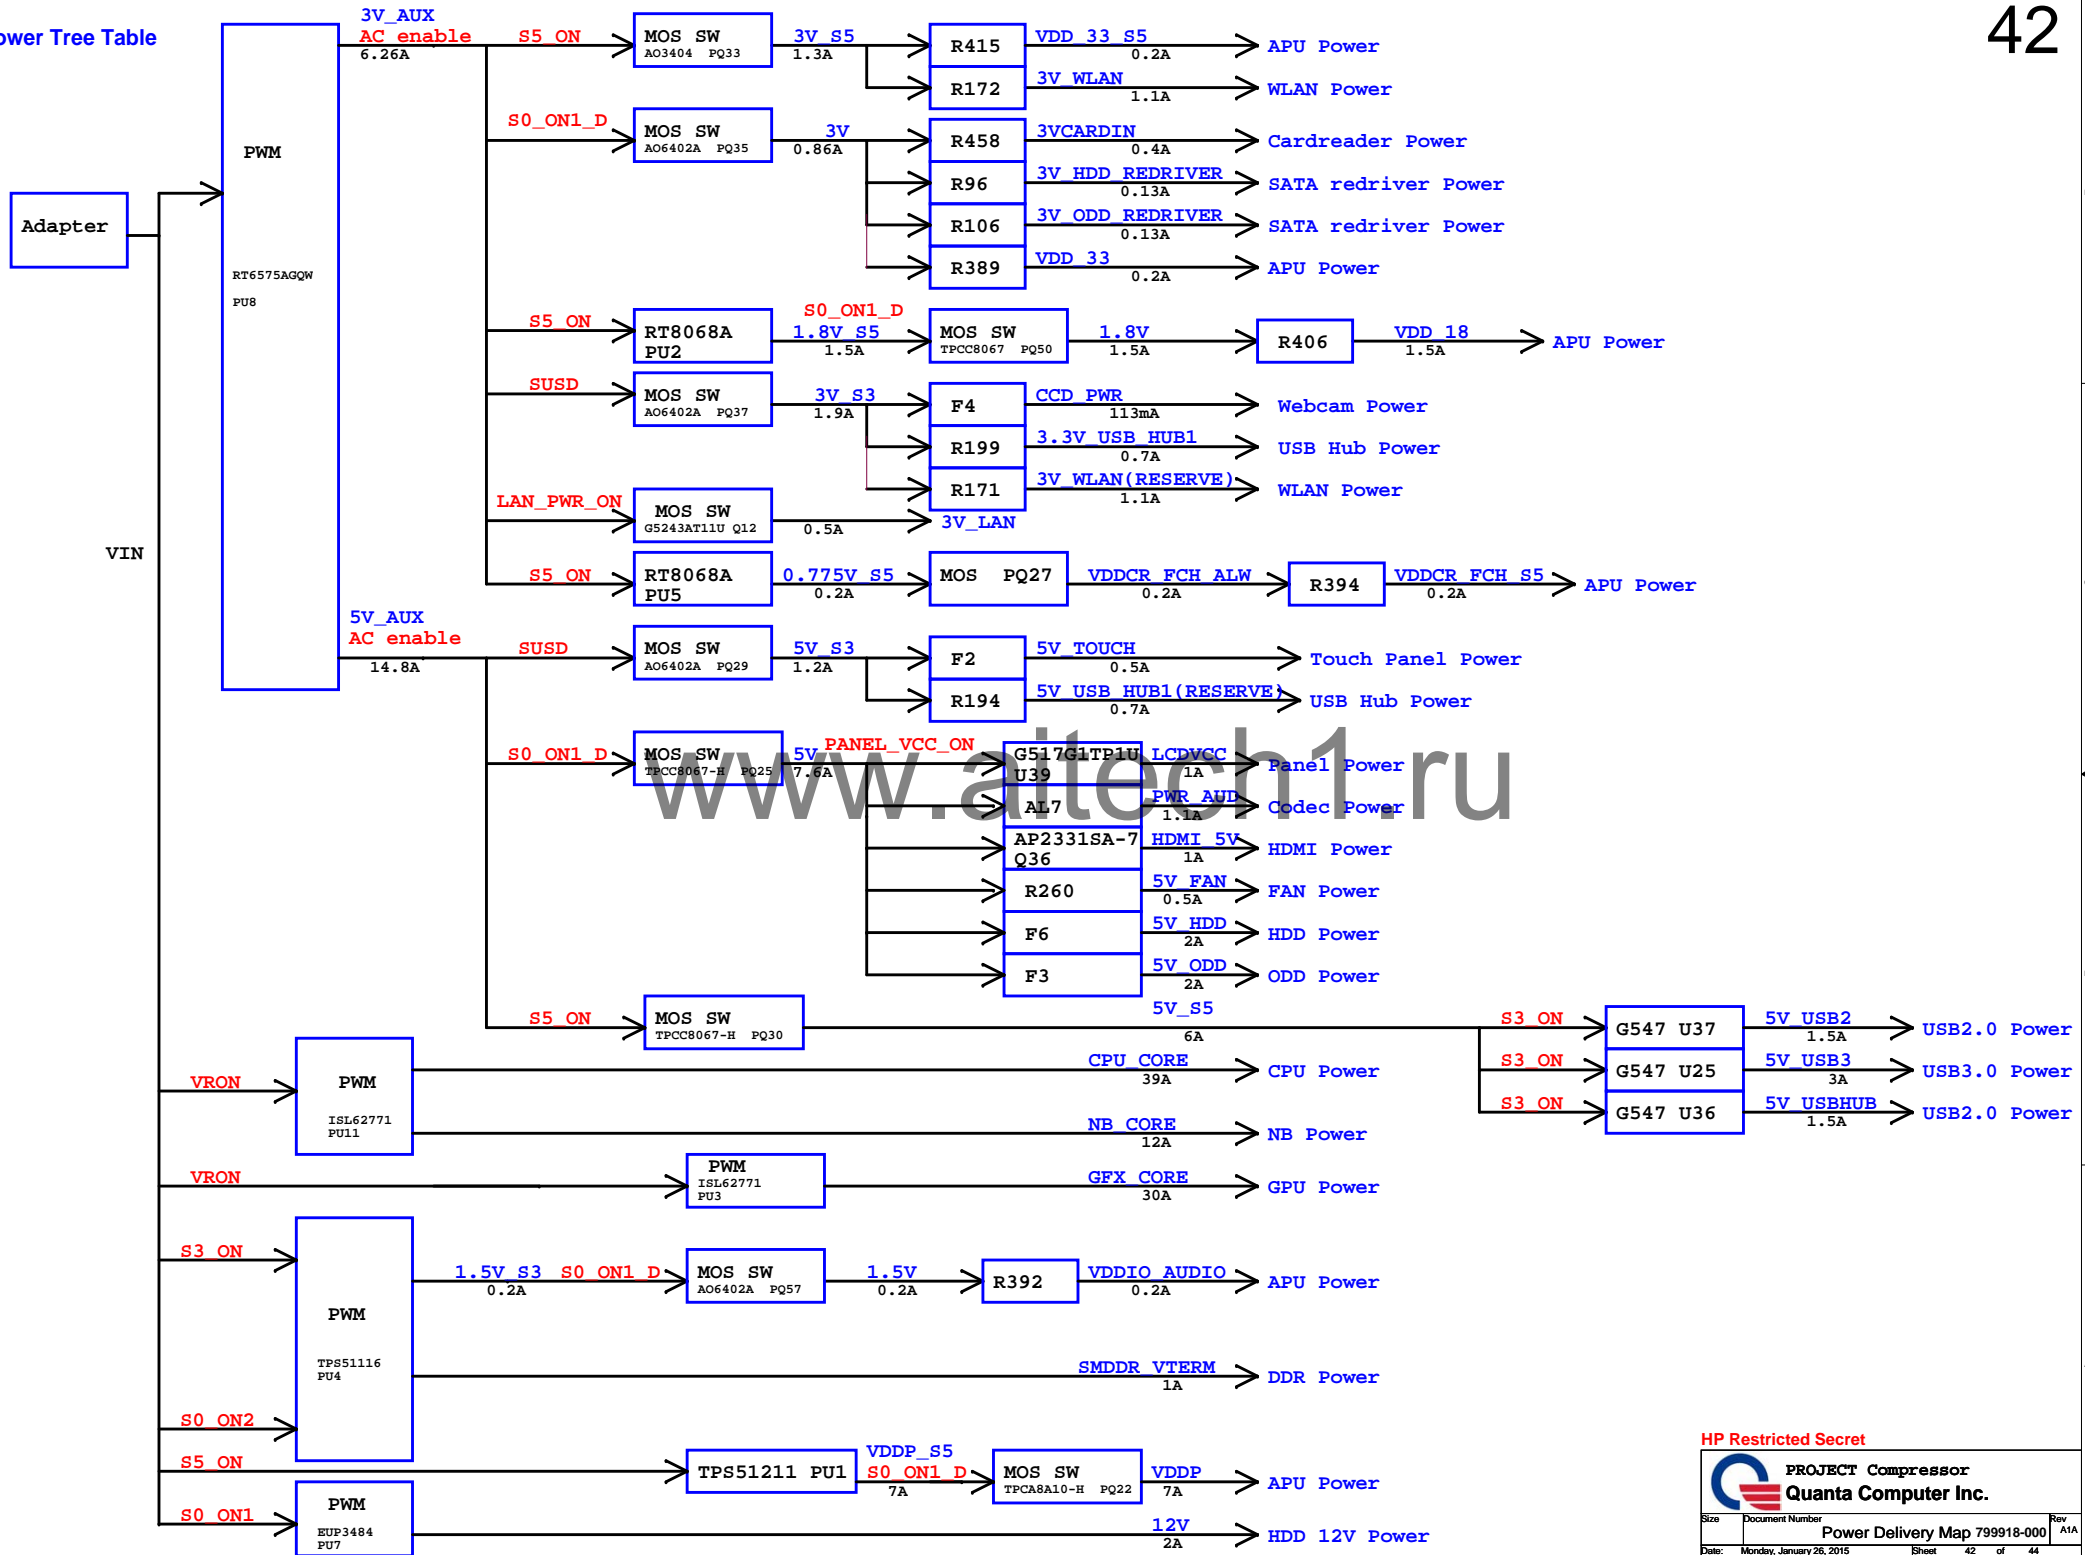 42
ower Tree Table
3V_AUX
AC enable
6.26A
S5_ON
MOS SW
AO3404 PQ33
3V_S5
1.3A
R415
VDD_33_S5
0.2A
APU Power
R172
3V_WLAN
1.1A
WLAN Power
S0_ON1_D
MOS SW
AO6402A PQ35
3V
0.86A
R458
3VCARDIN
0.4A
Cardreader Power
R96
3V_HDD_REDRIVER
0.13A
SATA redriver Power
R106
3V_ODD_REDRIVER
0.13A
SATA redriver Power
R389
VDD_33
0.2A
APU Power
PWM
RT6575AGQW
PU8
Adapter
VIN
S5_ON
RT8068A
PU2
S0_ON1_D
1.8V_S5
1.5A
MOS SW
TPCC8067 PQ50
1.8V
1.5A
R406
VDD_18
1.5A
APU Power
SUSD
MOS SW
AO6402A PQ37
3V_S3
1.9A
F4
CCD_PWR
113mA
Webcam Power
R199
3.3V_USB_HUB1
0.7A
USB Hub Power
R171
3V_WLAN(RESERVE)
1.1A
WLAN Power
LAN_PWR_ON
MOS SW
G5243AT11U Q12
0.5A
3V_LAN
S5_ON
RT8068A
PU5
0.775V_S5
0.2A
MOS PQ27
VDDCR_FCH_ALW
0.2A
R394
VDDCR_FCH_S5
0.2A
APU Power
5V_AUX
AC enable
14.8A
SUSD
MOS SW
AO6402A PQ29
5V_S3
1.2A
F2
5V_TOUCH
0.5A
Touch Panel Power
R194
5V_USB_HUB1(RESERVE)
0.7A
USB Hub Power
S0_ON1_D
MOS SW
TPCC8067-H PQ25
5V
7.6A
PANEL_VCC_ON
G517G1TP1U
U39
LCDVCC
1A
Panel Power
www.aitech1.ru
AL7
PWR_AUD
1.1A
Codec Power
AP2331SA-7
Q36
HDMI_5V
1A
HDMI Power
R260
5V_FAN
0.5A
FAN Power
F6
5V_HDD
2A
HDD Power
F3
5V_ODD
2A
ODD Power
S5_ON
MOS SW
TPCC8067-H PQ30
5V_S5
6A
S3_ON
G547 U37
5V_USB2
1.5A
USB2.0 Power
S3_ON
G547 U25
5V_USB3
3A
USB3.0 Power
S3_ON
G547 U36
5V_USBHUB
1.5A
USB2.0 Power
VRON
PWM
ISL62771
PU11
CPU_CORE
39A
CPU Power
NB_CORE
12A
NB Power
VRON
PWM
ISL62771
PU3
GFX_CORE
30A
GPU Power
S3_ON
PWM
TPS51116
PU4
1.5V_S3
0.2A
S0_ON1_D
MOS SW
AO6402A PQ57
1.5V
0.2A
R392
VDDIO_AUDIO
0.2A
APU Power
SMDDR_VTERM
1A
DDR Power
S0_ON2
S5_ON
TPS51211 PU1
VDDP_S5
S0_ON1_D
7A
MOS SW
TPCA8A10-H PQ22
VDDP
7A
APU Power
S0_ON1
PWM
EUP3484
PU7
12V
2A
HDD 12V Power
HP Restricted Secret
PROJECT Compressor
Quanta Computer Inc.
Size
Document Number
Power Delivery Map 799918-000
Rev
A1A
Date: Monday, January 26, 2015
Sheet 42 of 44